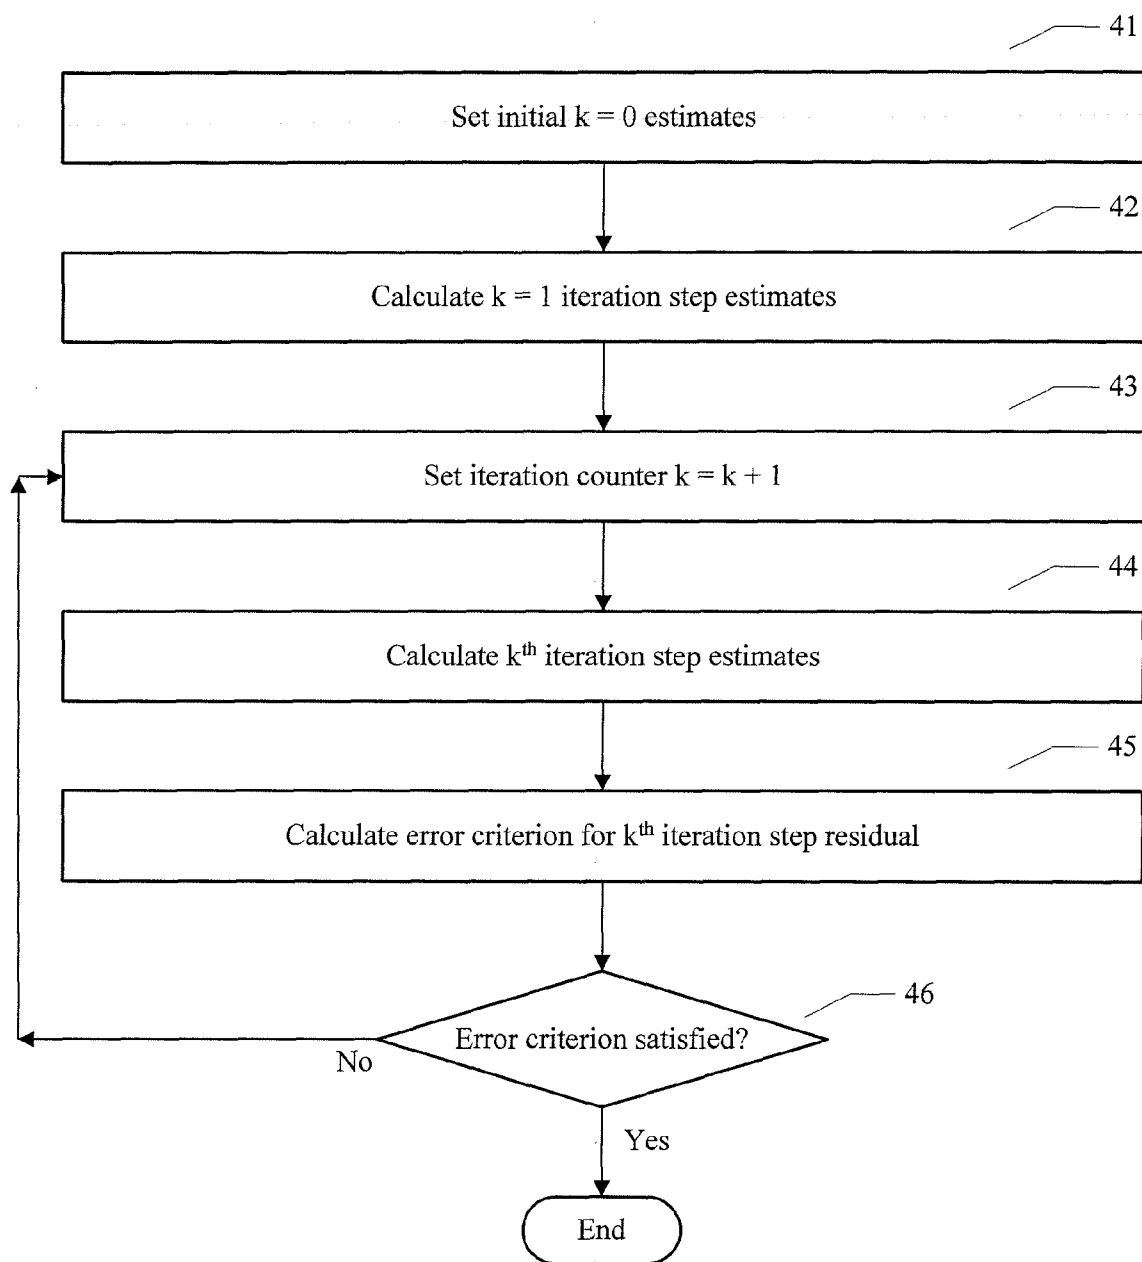 41
Set initial k = 0 estimates
42
Calculate k = 1 iteration step estimates
43
Set iteration counter k = k + 1
44
Calculate kth iteration step estimates
45
Calculate error criterion for kth iteration step residual
46
Error criterion satisfied?
No
Yes
End